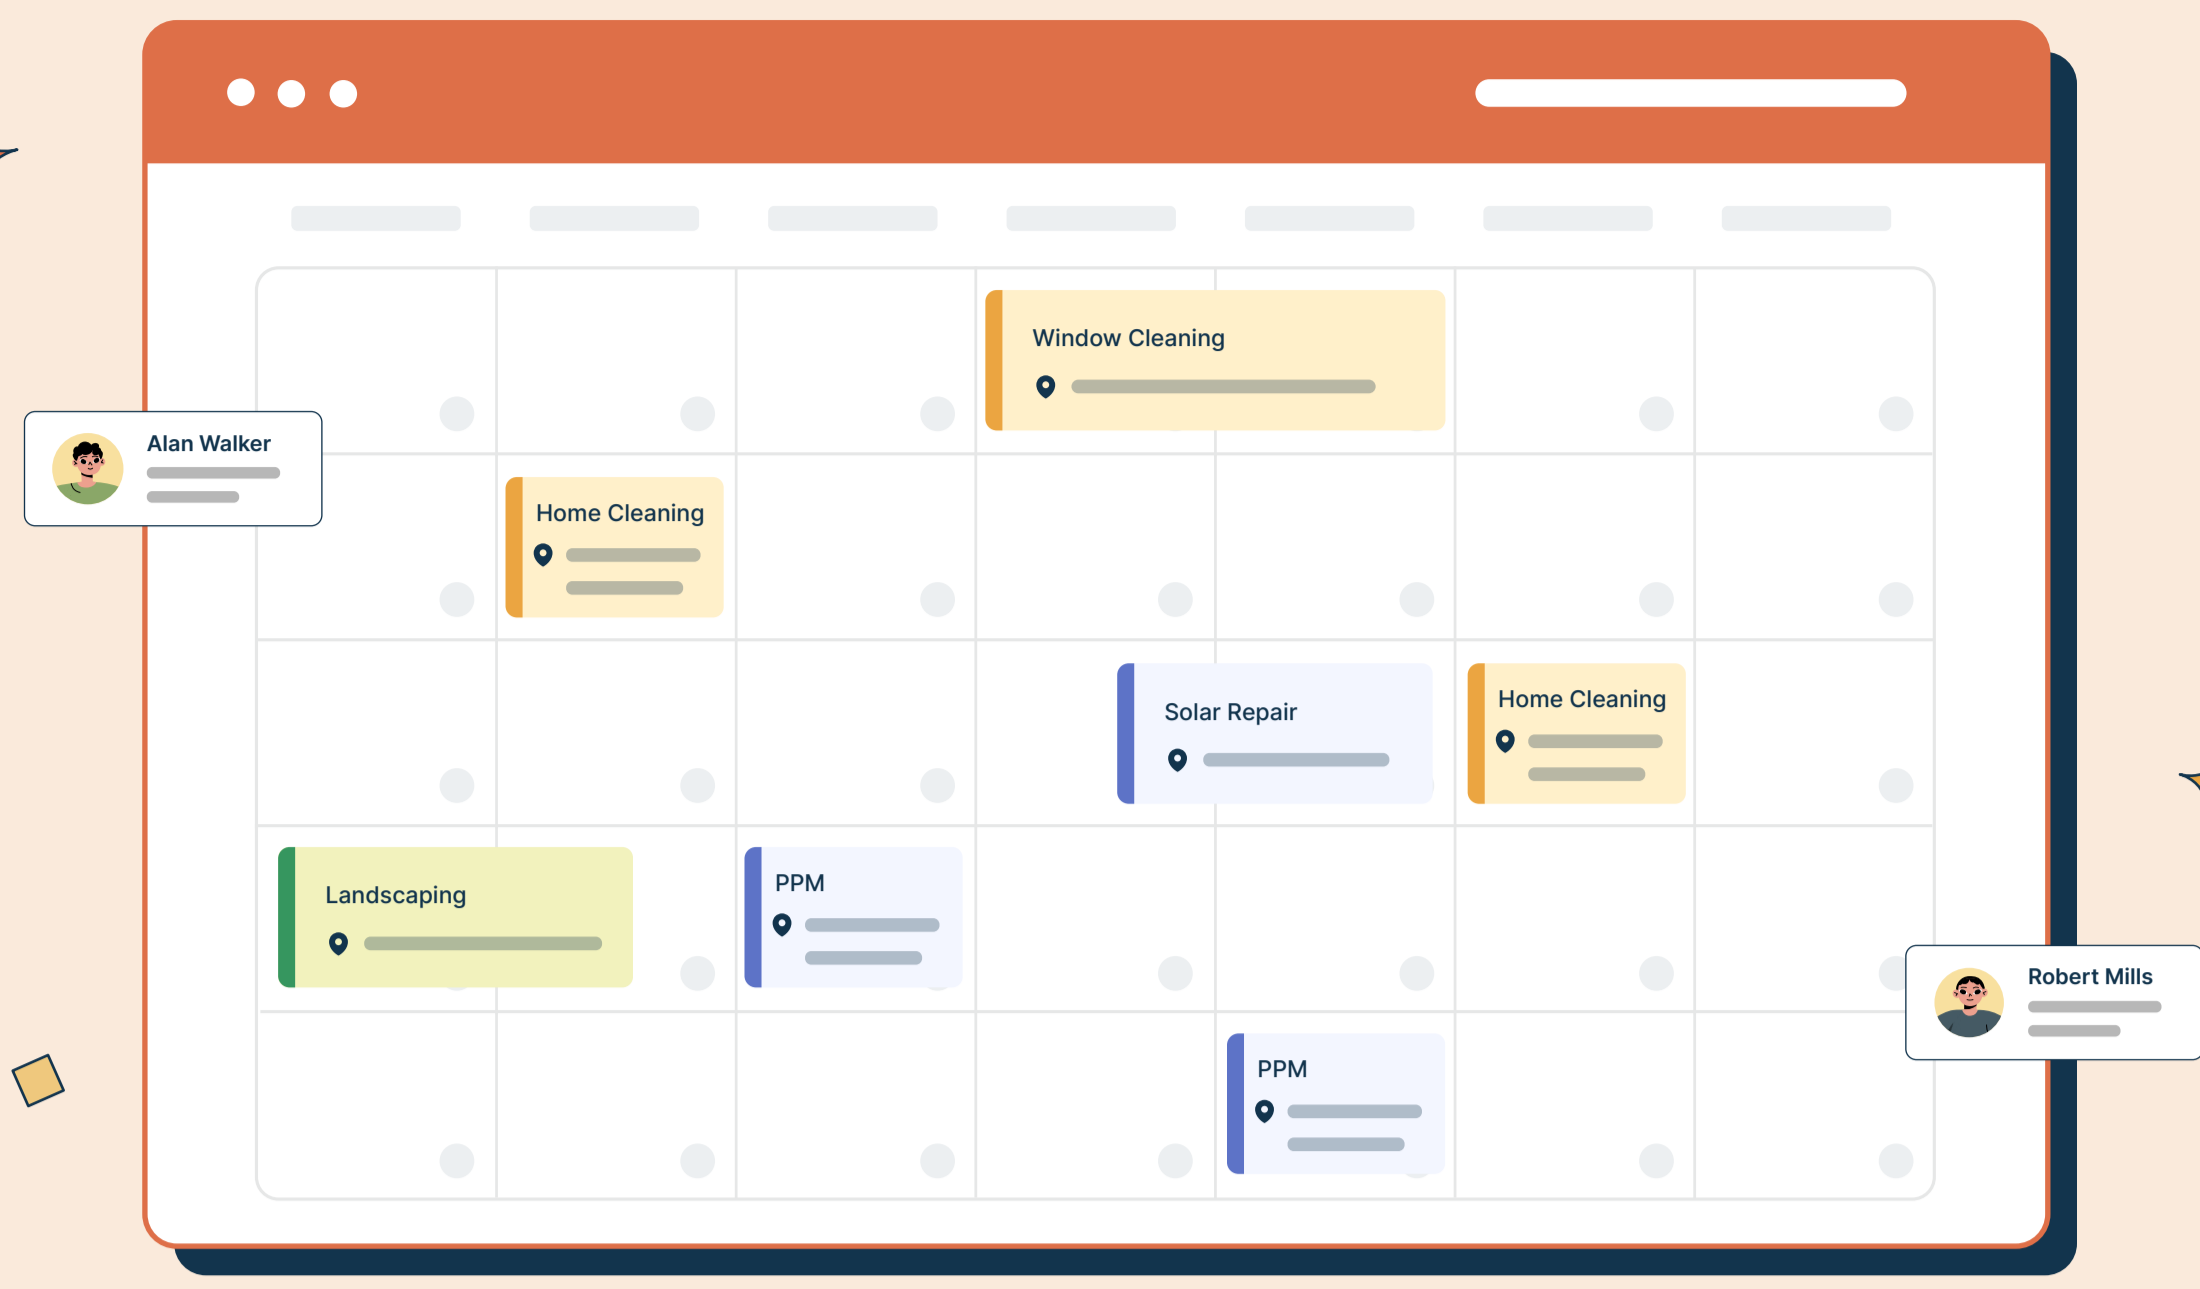 Window Cleaning
Alan Walker
Home Cleaning
Solar Repair
Home Cleaning
Landscaping
PPM
Robert Mills
PPM